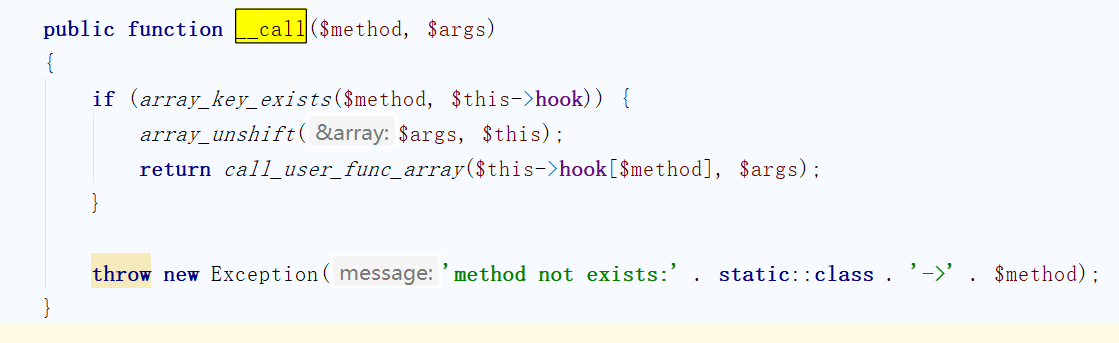 public function __call($method, $args)
{
if (array_key_exists($method, $this->hook)) {
array_unshift( &array: $args, $this);
return call_user_func_array($this->hook[$method], $args);
}
throw new Exception( message: 'method not exists:' . static::class . '->' . $method);
}